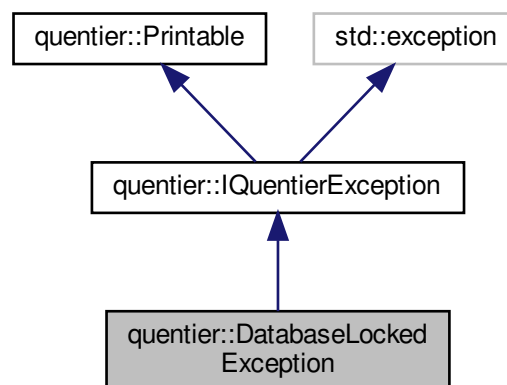 quentier::Printable
std::exception
quentier::IQuentierException
quentier::DatabaseLocked
Exception